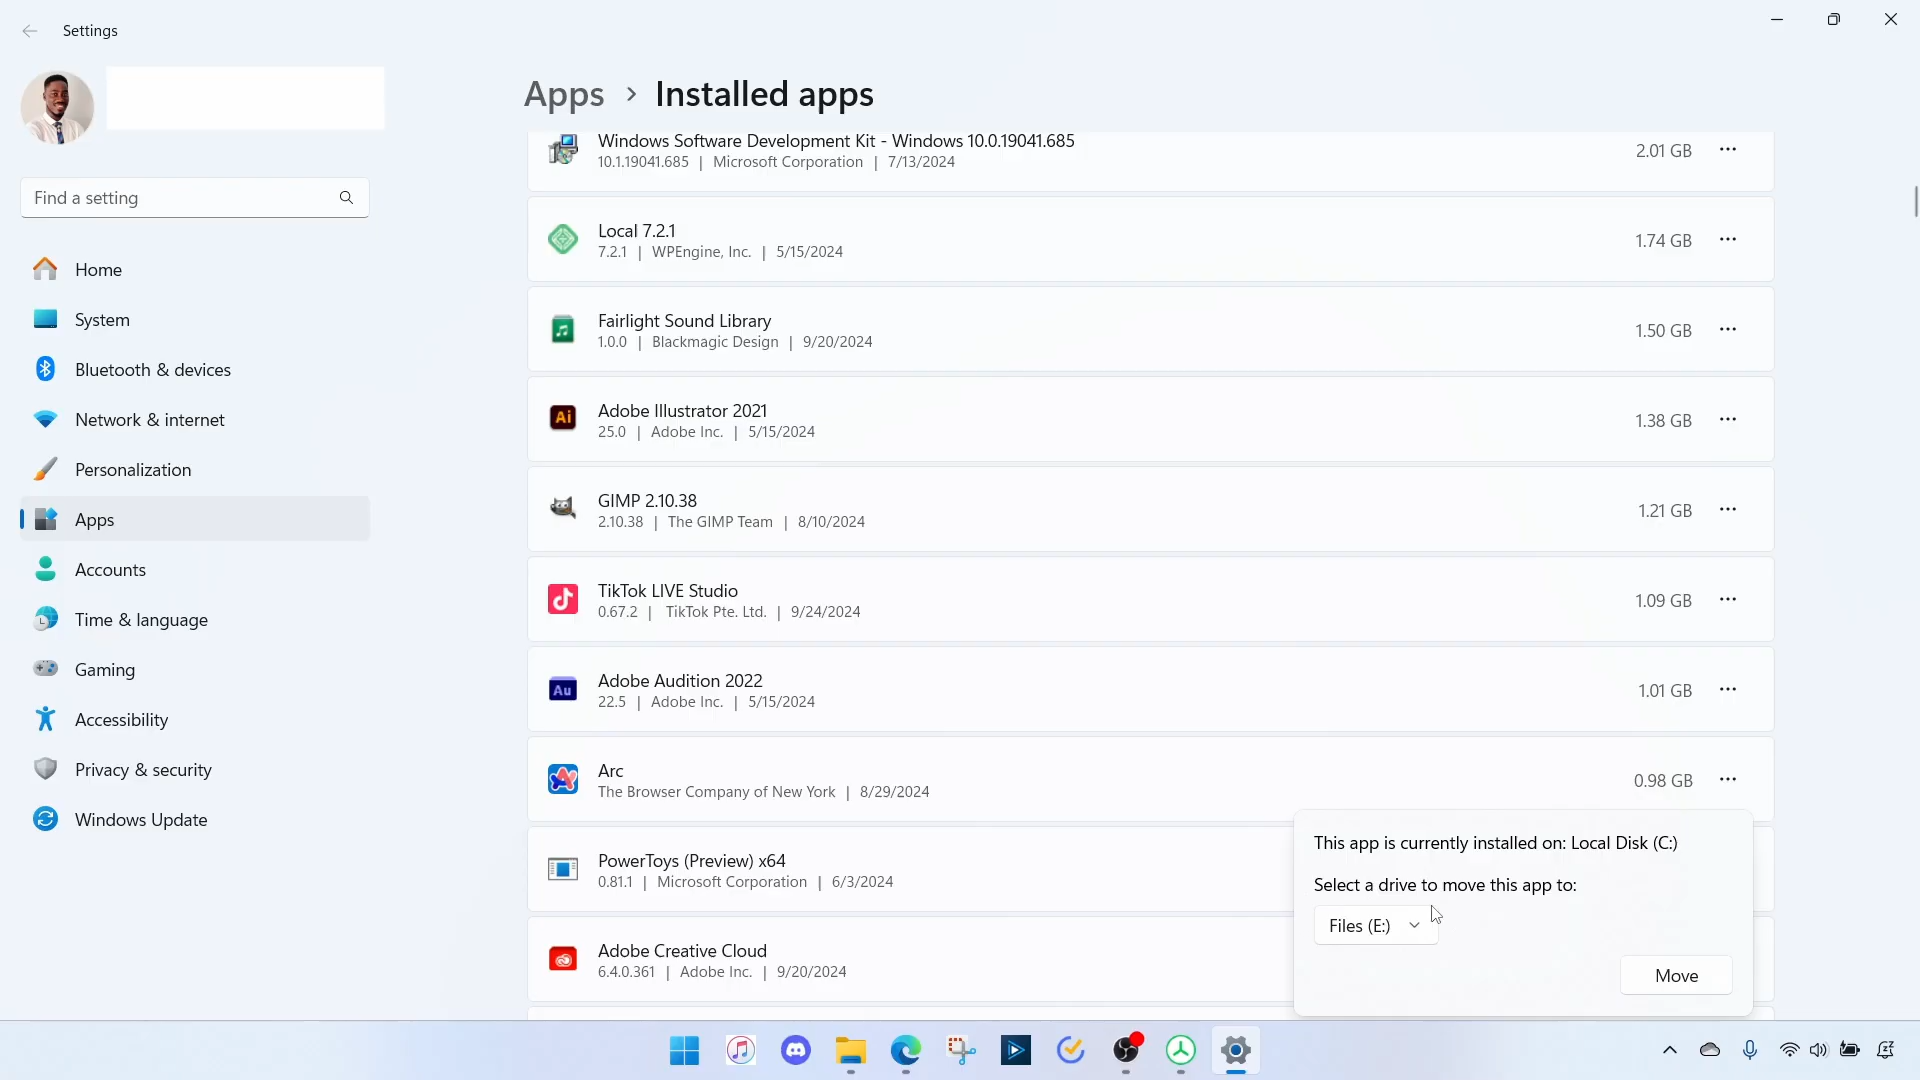 Settings
Find a setting
Home
System
Bluetooth & devices
Network & internet
Personalization
Apps
Accounts
Time & language
Gaming
Accessibility
Privacy & security
Windows Update
Apps > Installed apps
Windows Software Development Kit - Windows 10.0.19041.685
10.1.19041.685 | Microsoft Corporation | 7/13/2024
2.01 GB
Local 7.2.1
7.2.1 | WPEngine, Inc. | 5/15/2024
1.74 GB
Fairlight Sound Library
1.0.0 | Blackmagic Design | 9/20/2024
1.50 GB
Ai
Adobe Illustrator 2021
25.0 | Adobe Inc. | 5/15/2024
1.38 GB
GIMP 2.10.38
2.10.38 | The GIMP Team | 8/10/2024
1.21 GB
TikTok LIVE Studio
0.67.2 | TikTok Pte. Ltd. | 9/24/2024
1.09 GB
Au
Adobe Audition 2022
22.5 | Adobe Inc. | 5/15/2024
1.01 GB
Arc
The Browser Company of New York | 8/29/2024
0.98 GB
PowerToys (Preview) x64
0.81.1 | Microsoft Corporation | 6/3/2024
Adobe Creative Cloud
6.4.0.361 | Adobe Inc. | 9/20/2024
This app is currently installed on: Local Disk (C:)
Select a drive to move this app to:
Files (E:)
Move